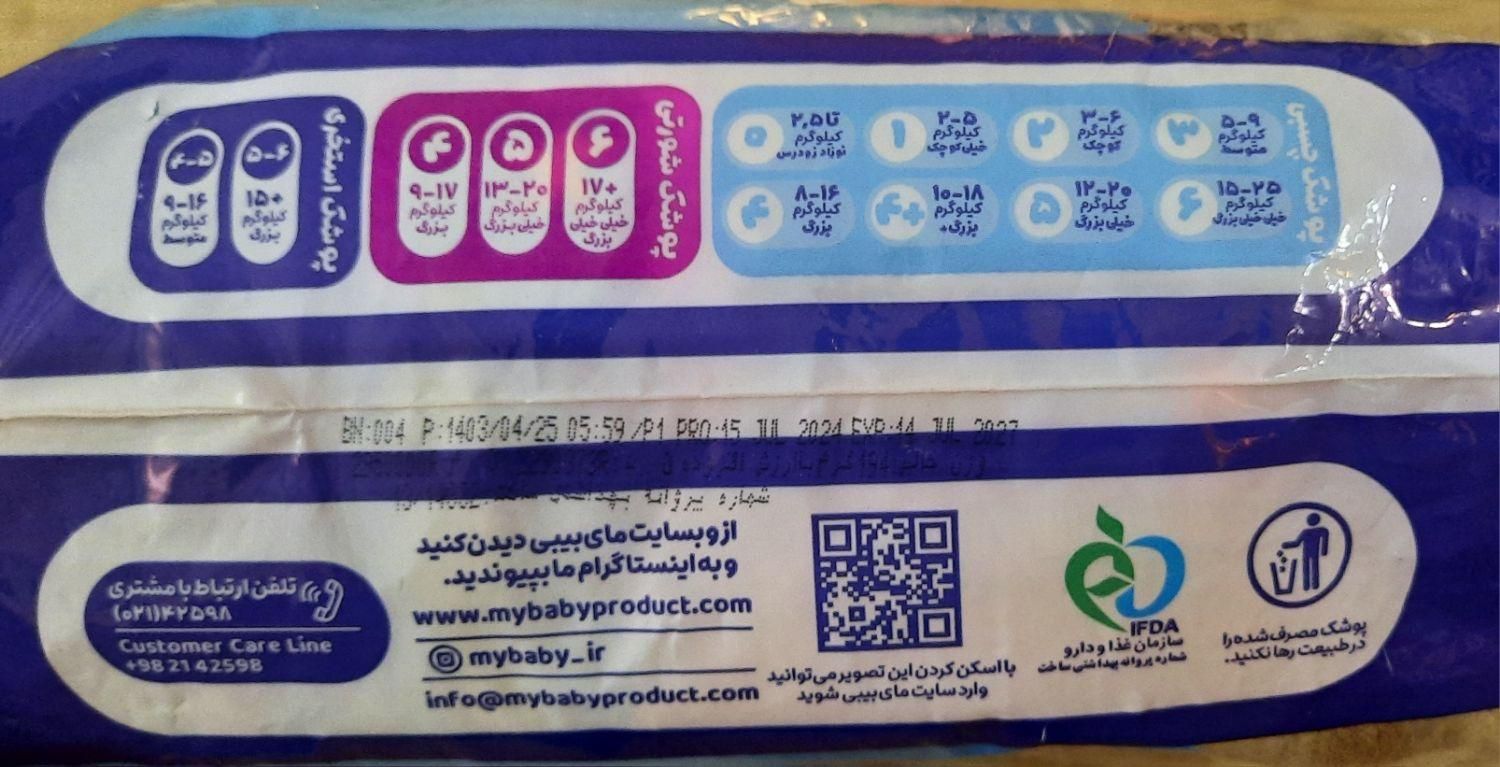 پوشک چسبی
۵-۹
کیلوگرم
متوسط
۳
۳-۶
کیلوگرم
کوچک
۲
۲-۵
کیلوگرم
خیلی کوچک
۱
تا ۲,۵
کیلوگرم
نوزاد زودرس
۰
۱۵-۲۵
کیلوگرم
خیلی خیلی بزرگ
۶
۱۲-۲۰
کیلوگرم
خیلی بزرگ
۵
۱۰-۱۸
کیلوگرم
بزرگ+
۴+
۸-۱۶
کیلوگرم
بزرگ
۴
پوشک شورتی
۶
۱۷+
کیلوگرم
خیلی خیلی
بزرگ
۵
۱۳-۲۰
کیلوگرم
خیلی بزرگ
۴
۹-۱۷
کیلوگرم
بزرگ
پوشک استخری
۵-۶
۱۵+
کیلوگرم
بزرگ
۴-۵
۹-۱۶
کیلوگرم
متوسط
BN:004 P:1403/04/25 05:59 /P1 PRO:15 JUL 2024 EXP:14 JUL 2027
شماره پروانه بهداشتی ساخت
پوشک مصرف شده را
در طبیعت رها نکنید.
IFDA
سازمان غذا و دارو
شماره پروانه بهداشتی ساخت
با اسکن کردن این تصویر می‌توانید
وارد سایت مای بیبی شوید
از وبسایت مای بیبی دیدن کنید
و به اینستاگرام ما بپیوندید.
www.mybabyproduct.com
mybaby_ir
info@mybabyproduct.com
تلفن ارتباط با مشتری
(۰۲۱)۴۲۵۹۸
Customer Care Line
+98 21 42598